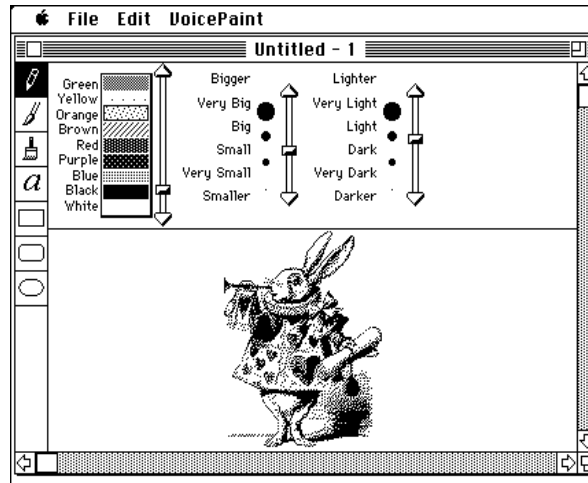 File Edit VoicePaint
Untitled - 1
Green
Yellow
Orange
Brown
Red
Purple
Blue
Black
White
Bigger
Very Big
Big
Small
Very Small
Smaller
Lighter
Very Light
Light
Dark
Very Dark
Darker
a